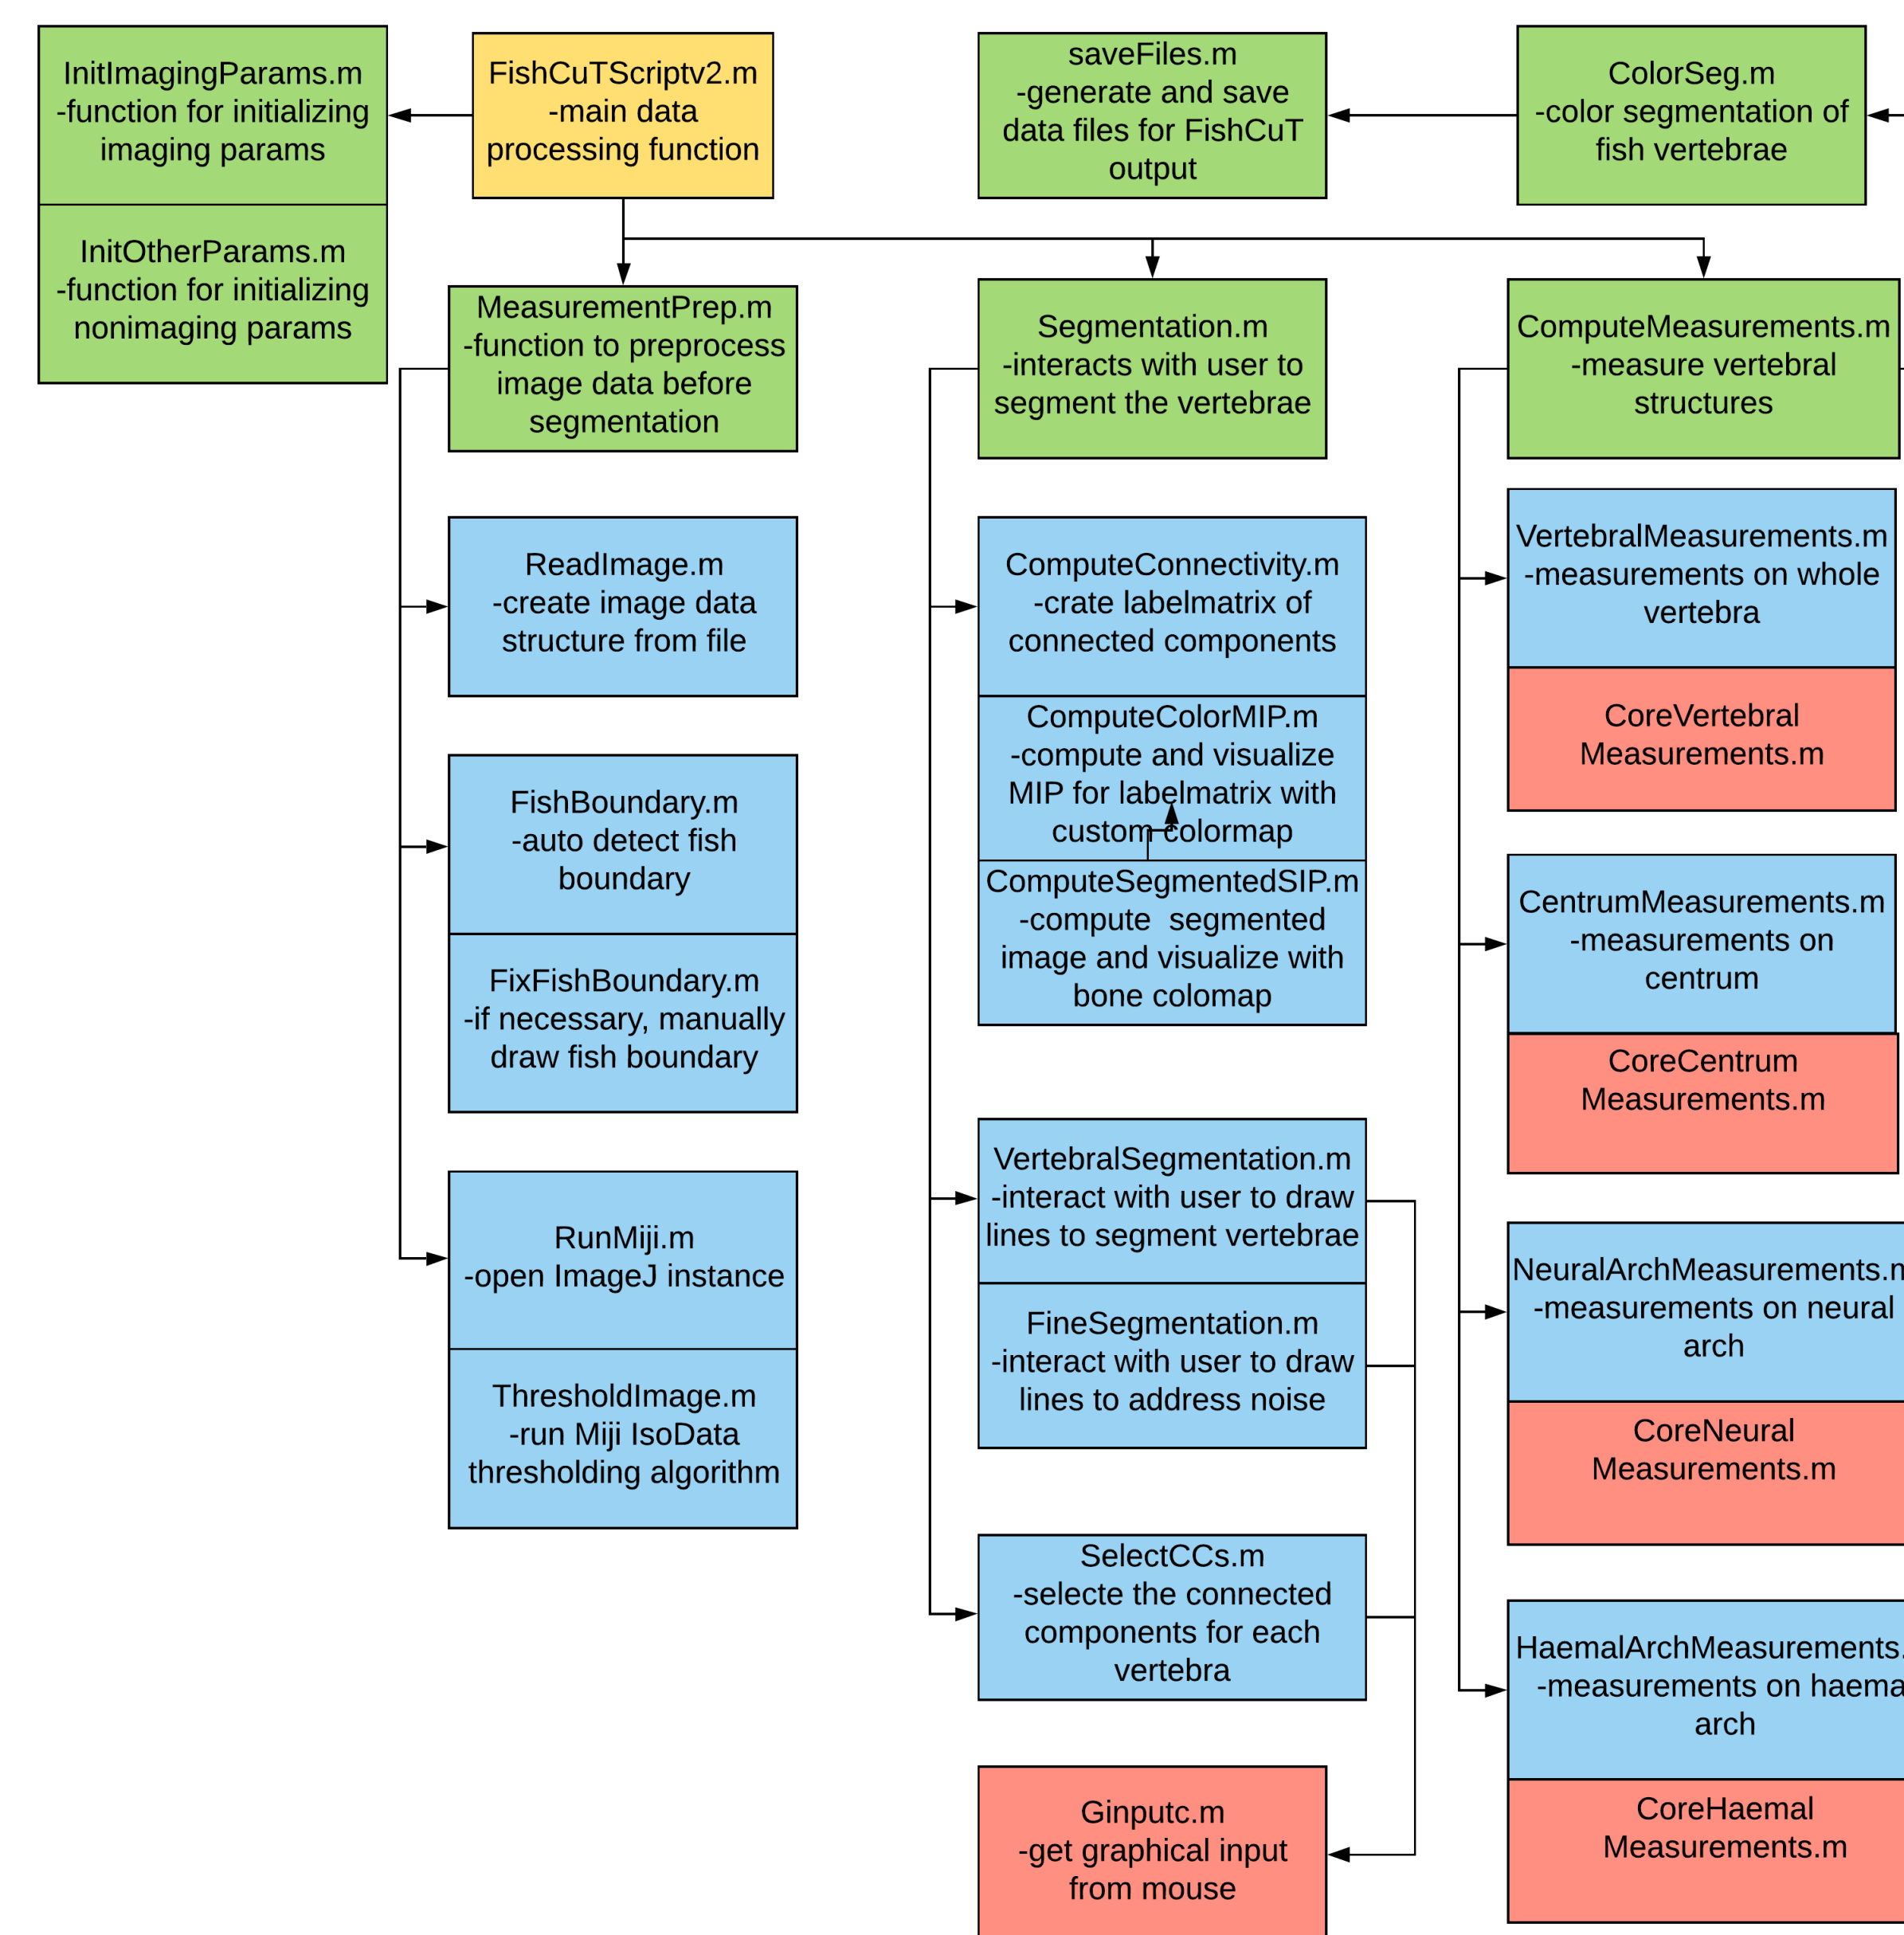 InitImagingParams.m
-function for initializing
imaging params
InitOtherParams.m
-function for initializing
nonimaging params
FishCuTScriptv2.m
-main data
processing function
saveFiles.m
-generate and save
data files for FishCuT
output
ColorSeg.m
-color segmentation of
fish vertebrae
MeasurementPrep.m
-function to preprocess
image data before
segmentation
ReadImage.m
-create image data
structure from file
FishBoundary.m
-auto detect fish
boundary
FixFishBoundary.m
-if necessary, manually
draw fish boundary
RunMiji.m
-open ImageJ instance
ThresholdImage.m
-run Miji IsoData
thresholding algorithm
Segmentation.m
-interacts with user to
segment the vertebrae
ComputeConnectivity.m
-crate labelmatrix of
connected components
ComputeColorMIP.m
-compute and visualize
MIP for labelmatrix with
custom colormap
ComputeSegmentedSIP.m
-compute  segmented
image and visualize with
bone colomap
VertebralSegmentation.m
-interact with user to draw
lines to segment vertebrae
FineSegmentation.m
-interact with user to draw
lines to address noise
SelectCCs.m
-selecte the connected
components for each
vertebra
Ginputc.m
-get graphical input
from mouse
ComputeMeasurements.m
-measure vertebral
structures
VertebralMeasurements.m
-measurements on whole
vertebra
CoreVertebral
Measurements.m
CentrumMeasurements.m
-measurements on
centrum
CoreCentrum
Measurements.m
NeuralArchMeasurements.m
-measurements on neural
arch
CoreNeural
Measurements.m
HaemalArchMeasurements.
-measurements on haema
arch
CoreHaemal
Measurements.m